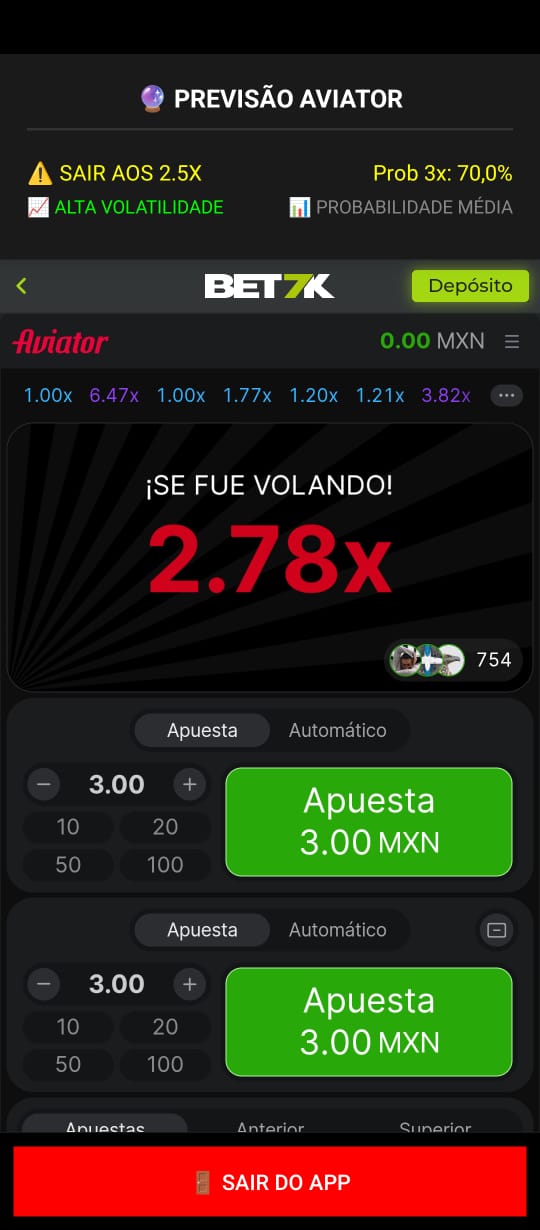 🔮 PREVISÃO AVIATOR
⚠️ SAIR AOS 2.5X Prob 3x: 70,0%
📈 ALTA VOLATILIDADE 📊 PROBABILIDADE MÉDIA
BET7K Depósito
Aviator 0.00 MXN
1.00x 6.47x 1.00x 1.77x 1.20x 1.21x 3.82x
¡SE FUE VOLANDO!
2.78x
754
Apuesta Automático
3.00
10 20
50 100
Apuesta
3.00 MXN
Apuesta Automático
3.00
10 20
50 100
Apuesta
3.00 MXN
Apuestas Anterior Superior
🚪 SAIR DO APP